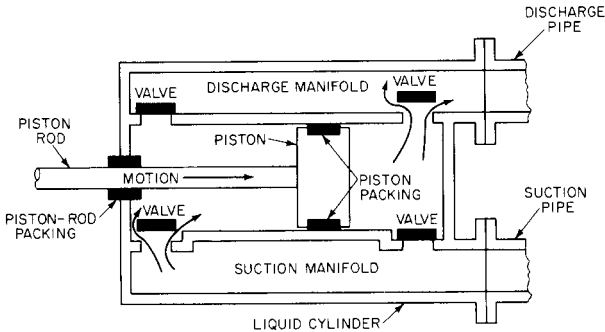 DISCHARGE
PIPE
DISCHARGE MANIFOLD
VALVE
VALVE
PISTON
ROD
PISTON
MOTION
PISTON
PACKING
PISTON-ROD
PACKING
VALVE
VALVE
SUCTION
PIPE
SUCTION MANIFOLD
LIQUID CYLINDER